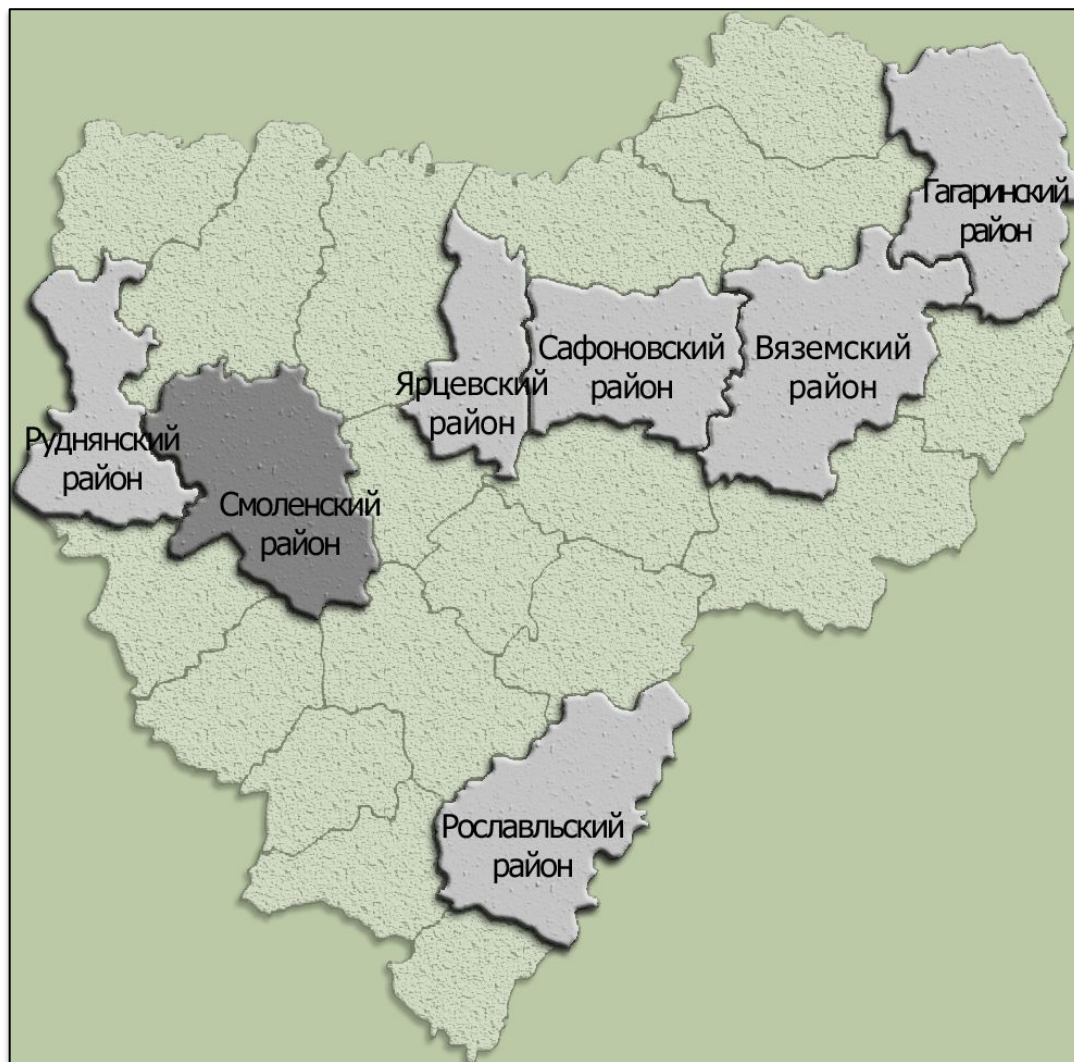 Гагаринский
район
Сафоновский
район
Вяземский
район
Ярцевский
район
Руднянский
район
Смоленский
район
Рославльский
район